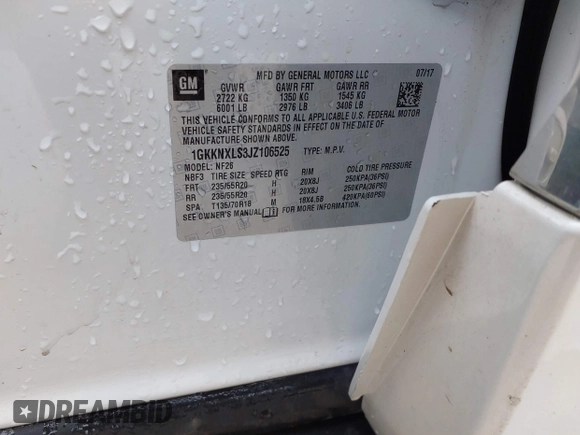 MFD BY GENERAL MOTORS LLC 07/17
GM GVWR GAWR FRT GAWR RR
2722 KG 1350 KG 1545 KG
6001 LB 2976 LB 3406 LB
THIS VEHICLE CONFORMS TO ALL APPLICABLE U.S. FEDERAL MOTOR
VEHICLE SAFETY STANDARDS IN EFFECT ON THE DATE OF
MANUFACTURE SHOWN ABOVE.
1GKKNXLS3JZ106525 TYPE: M.P.V.
MODEL: NF26
NBF3 TIRE SIZE SPEED RTG RIM COLD TIRE PRESSURE
FRT 235/55R20 H 20X8J 250KPA(36PSI)
RR 235/55R20 H 20X8J 250KPA(36PSI)
SPA T135/70R18 M 18X4.5B 420KPA(60PSI)
SEE OWNER'S MANUAL FOR MORE INFORMATION
DREAMBID